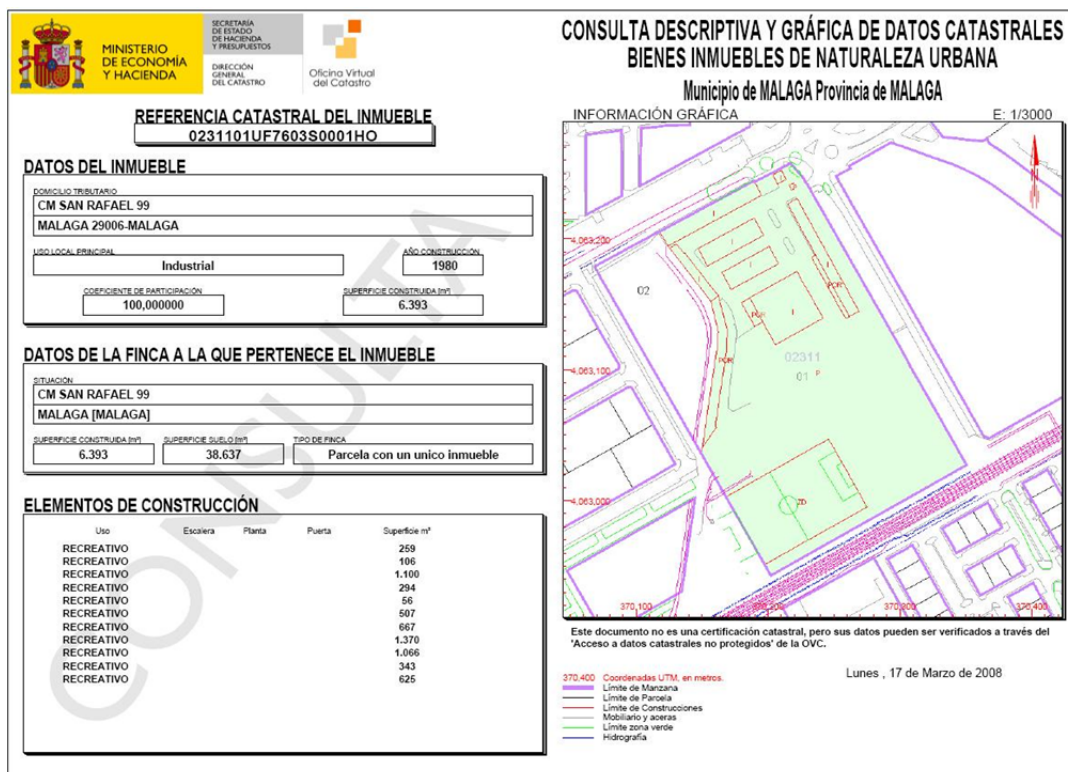 MINISTERIO
DE ECONOMÍA
Y HACIENDA
SECRETARÍA
DE ESTADO
DE HACIENDA
Y PRESUPUESTOS
DIRECCIÓN
GENERAL
DEL CATASTRO
Oficina Virtual
del Catastro
CONSULTA DESCRIPTIVA Y GRÁFICA DE DATOS CATASTRALES
BIENES INMUEBLES DE NATURALEZA URBANA
Municipio de MALAGA Provincia de MALAGA
REFERENCIA CATASTRAL DEL INMUEBLE
0231101UF7603S0001HO
DATOS DEL INMUEBLE
DOMICILIO TRIBUTARIO
CM SAN RAFAEL 99
MALAGA 29006-MALAGA
USO LOCAL PRINCIPAL AÑO CONSTRUCCIÓN
Industrial 1980
COEFICIENTE DE PARTICIPACIÓN SUPERFICIE CONSTRUIDA [m²]
100,000000 6.393
DATOS DE LA FINCA A LA QUE PERTENECE EL INMUEBLE
SITUACIÓN
CM SAN RAFAEL 99
MALAGA [MALAGA]
SUPERFICIE CONSTRUIDA [m²] SUPERFICIE SUELO [m²] TIPO DE FINCA
6.393 38.637 Parcela con un unico inmueble
ELEMENTOS DE CONSTRUCCIÓN
Uso Escalera Planta Puerta Superficie m²
RECREATIVO 259
RECREATIVO 106
RECREATIVO 1.100
RECREATIVO 294
RECREATIVO 56
RECREATIVO 507
RECREATIVO 667
RECREATIVO 1.370
RECREATIVO 1.066
RECREATIVO 343
RECREATIVO 625
CONSULTA
INFORMACIÓN GRÁFICA E: 1/3000
4,063,200
02
I
I
I
I
I
POR
POR
POR
4,063,100
02311
01 P
4,063,000
ZD
370,100 370,200 370,300 370,400
Este documento no es una certificación catastral, pero sus datos pueden ser verificados a través del
'Acceso a datos catastrales no protegidos' de la OVC.
Lunes , 17 de Marzo de 2008
370,400 Coordenadas UTM, en metros.
Límite de Manzana
Límite de Parcela
Límite de Construcciones
Mobiliario y aceras
Límite zona verde
Hidrografía